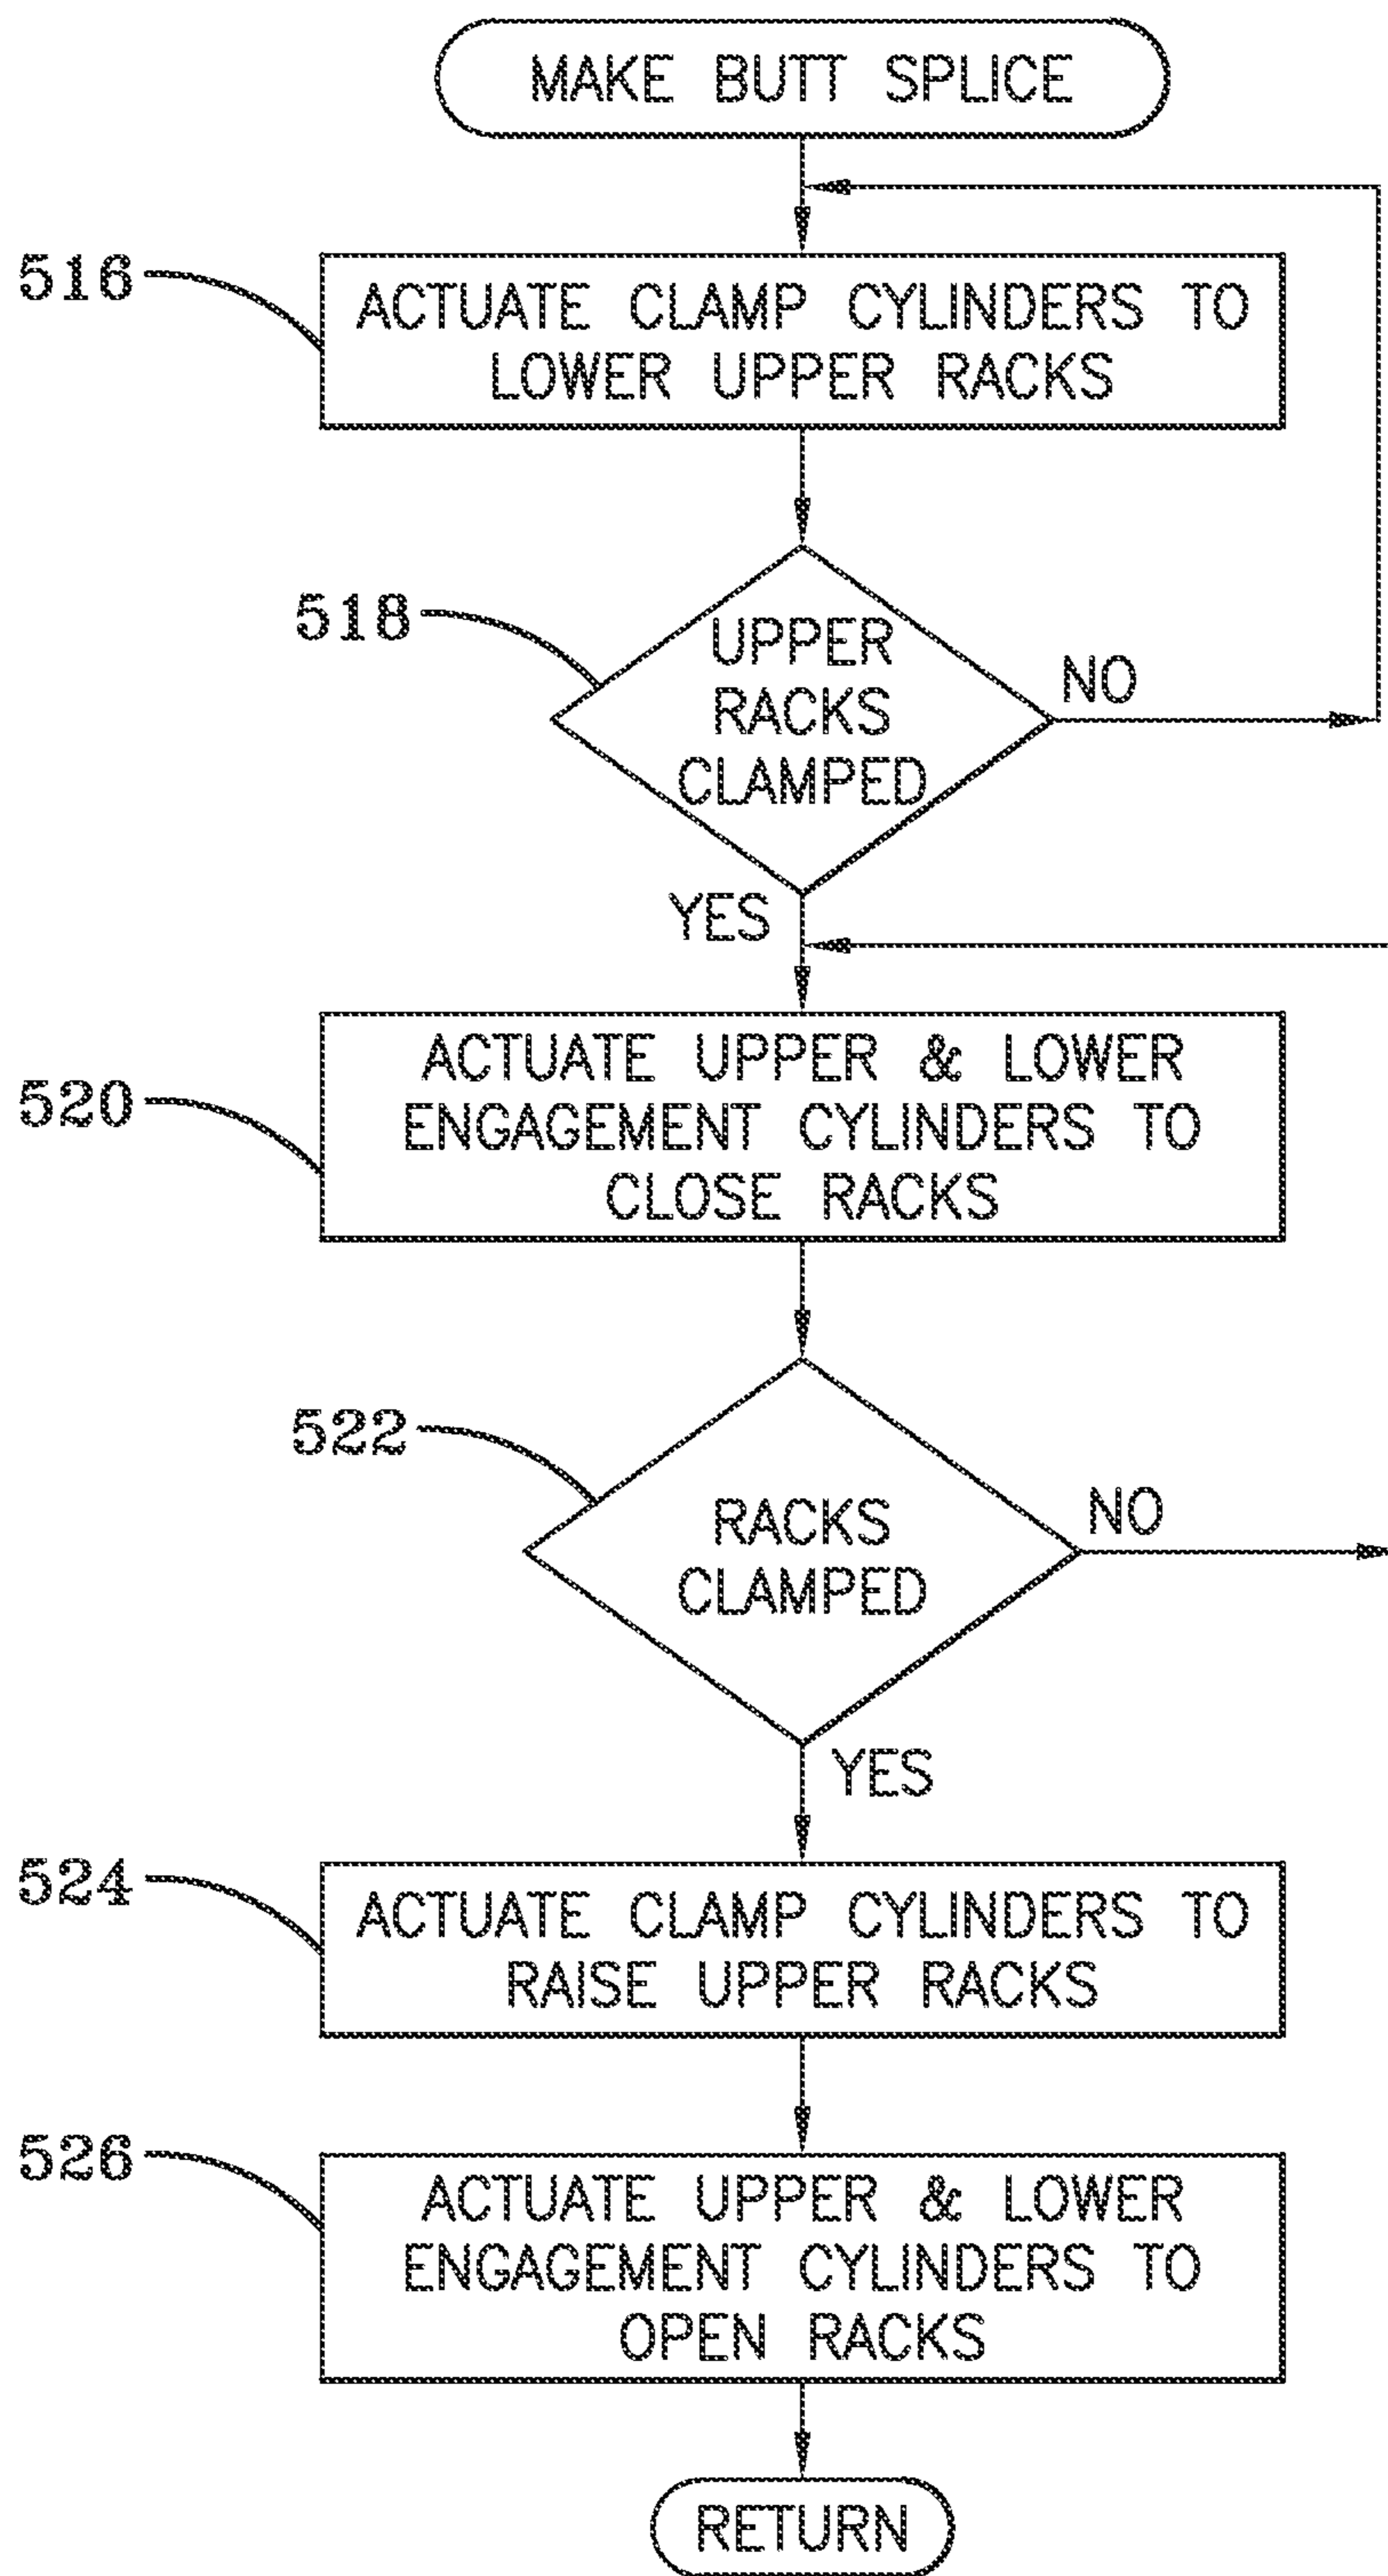 MAKE BUTT SPLICE
516
ACTUATE CLAMP CYLINDERS TO
LOWER UPPER RACKS
518
UPPER
RACKS
CLAMPED
NO
YES
520
ACTUATE UPPER & LOWER
ENGAGEMENT CYLINDERS TO
CLOSE RACKS
522
RACKS
CLAMPED
NO
YES
524
ACTUATE CLAMP CYLINDERS TO
RAISE UPPER RACKS
526
ACTUATE UPPER & LOWER
ENGAGEMENT CYLINDERS TO
OPEN RACKS
RETURN